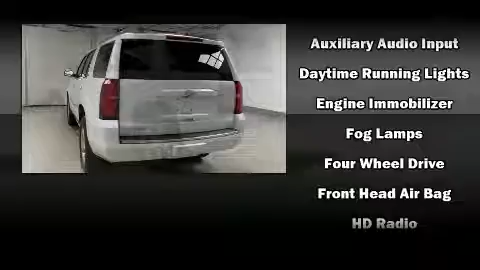 Auxiliary Audio Input
Daytime Running Lights
Engine Immobilizer
Fog Lamps
Four Wheel Drive
Front Head Air Bag
HD Radio